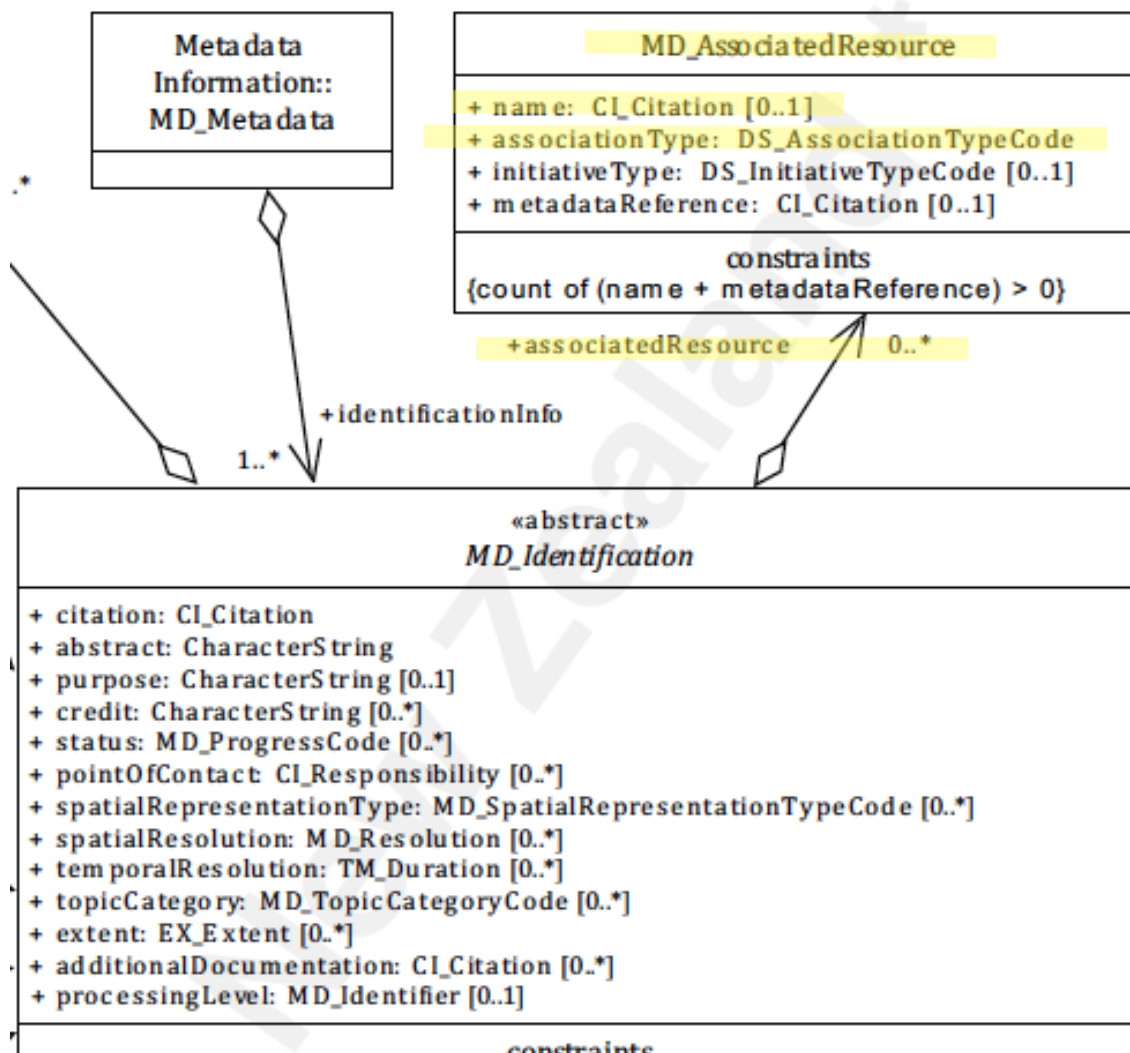 Metadata
Information::
MD_Metadata
MD_AssociatedResource
+ name: CI_Citation [0..1]
+ associationType: DS_AssociationTypeCode
+ initiativeType: DS_InitiativeTypeCode [0..1]
+ metadataReference: CI_Citation [0..1]
constraints
{count of (name + metadataReference) > 0}
.*
+associatedResource 0..*
+identificationInfo
1..*
«abstract»
MD_Identification
+ citation: CI_Citation
+ abstract: CharacterString
+ purpose: CharacterString [0..1]
+ credit: CharacterString [0..*]
+ status: MD_ProgressCode [0..*]
+ pointOfContact: CI_Responsibility [0..*]
+ spatialRepresentationType: MD_SpatialRepresentationTypeCode [0..*]
+ spatialResolution: MD_Resolution [0..*]
+ temporalResolution: TM_Duration [0..*]
+ topicCategory: MD_TopicCategoryCode [0..*]
+ extent: EX_Extent [0..*]
+ additionalDocumentation: CI_Citation [0..*]
+ processingLevel: MD_Identifier [0..1]
constraints
New Zealand *